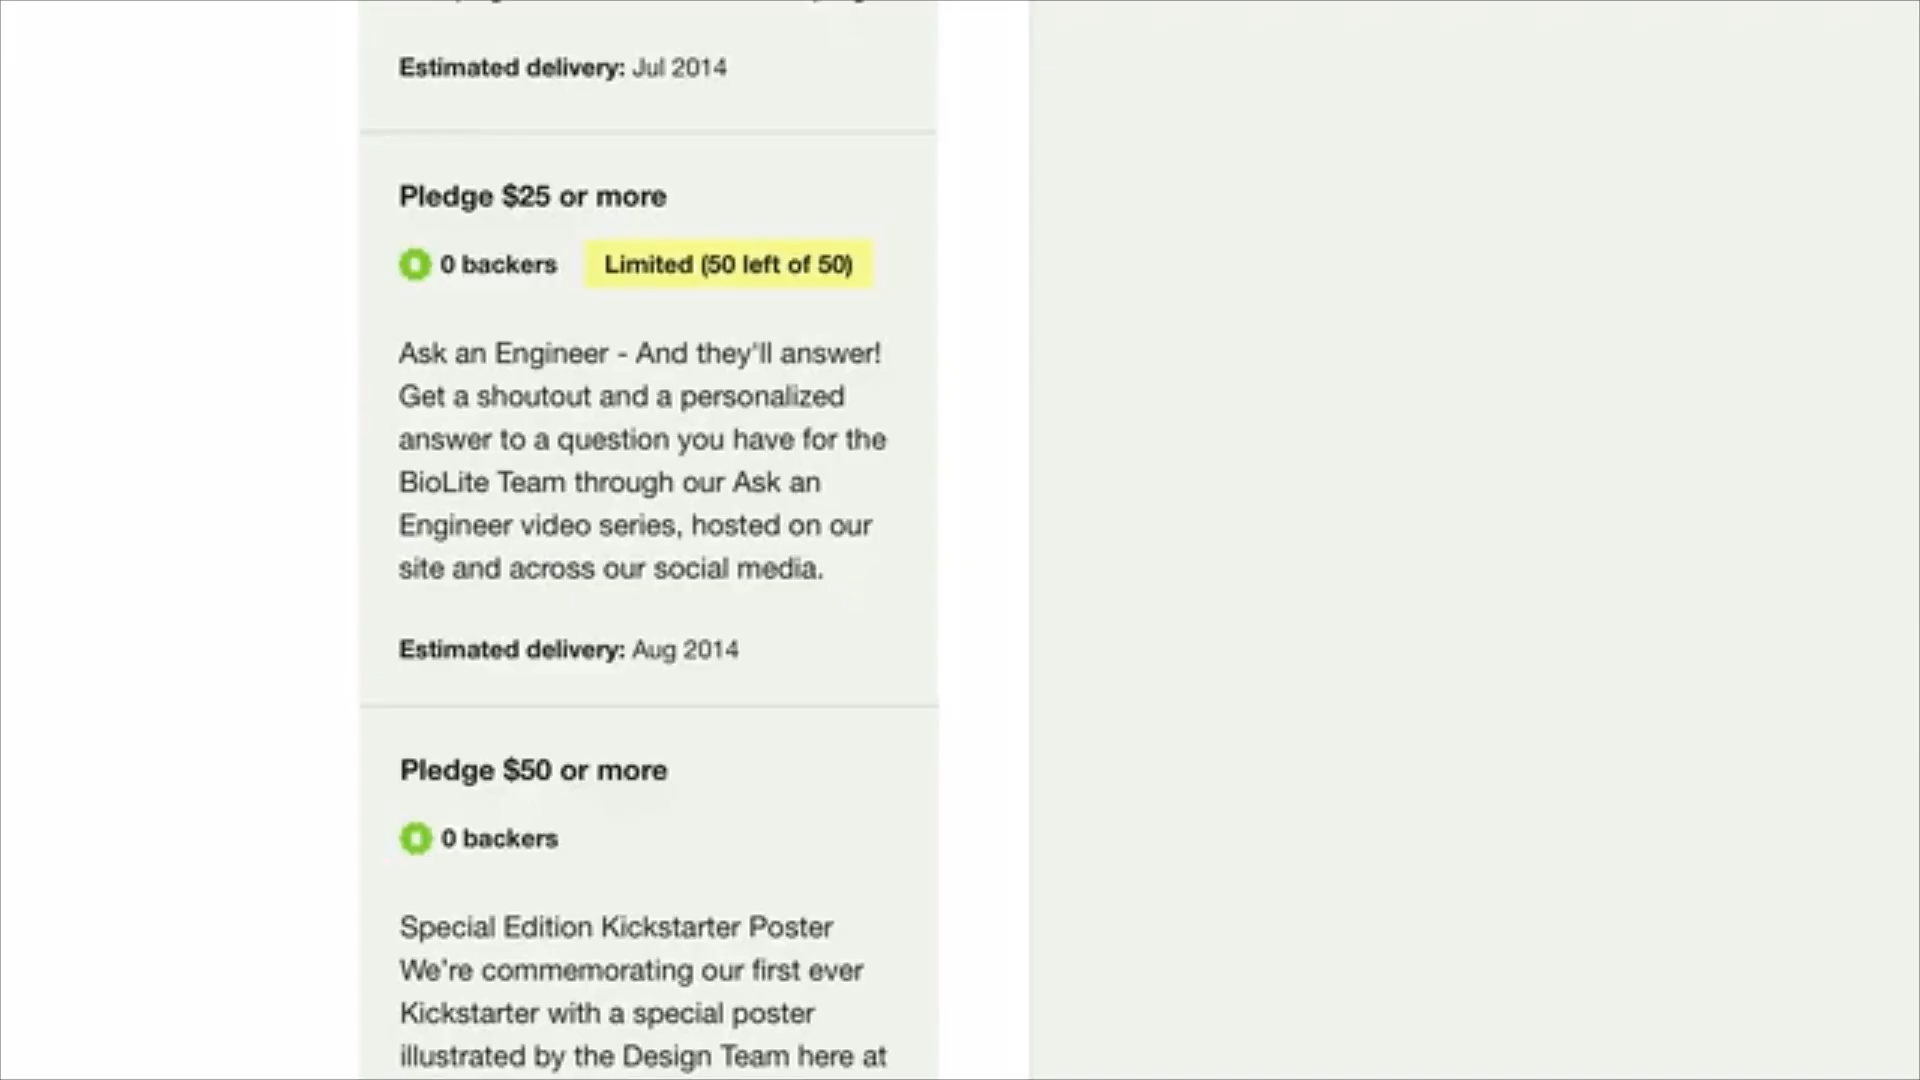 Estimated delivery: Jul 2014
Pledge $25 or more
0 backers Limited (50 left of 50)
Ask an Engineer - And they'll answer!
Get a shoutout and a personalized
answer to a question you have for the
BioLite Team through our Ask an
Engineer video series, hosted on our
site and across our social media.
Estimated delivery: Aug 2014
Pledge $50 or more
0 backers
Special Edition Kickstarter Poster
We're commemorating our first ever
Kickstarter with a special poster
illustrated by the Design Team here at